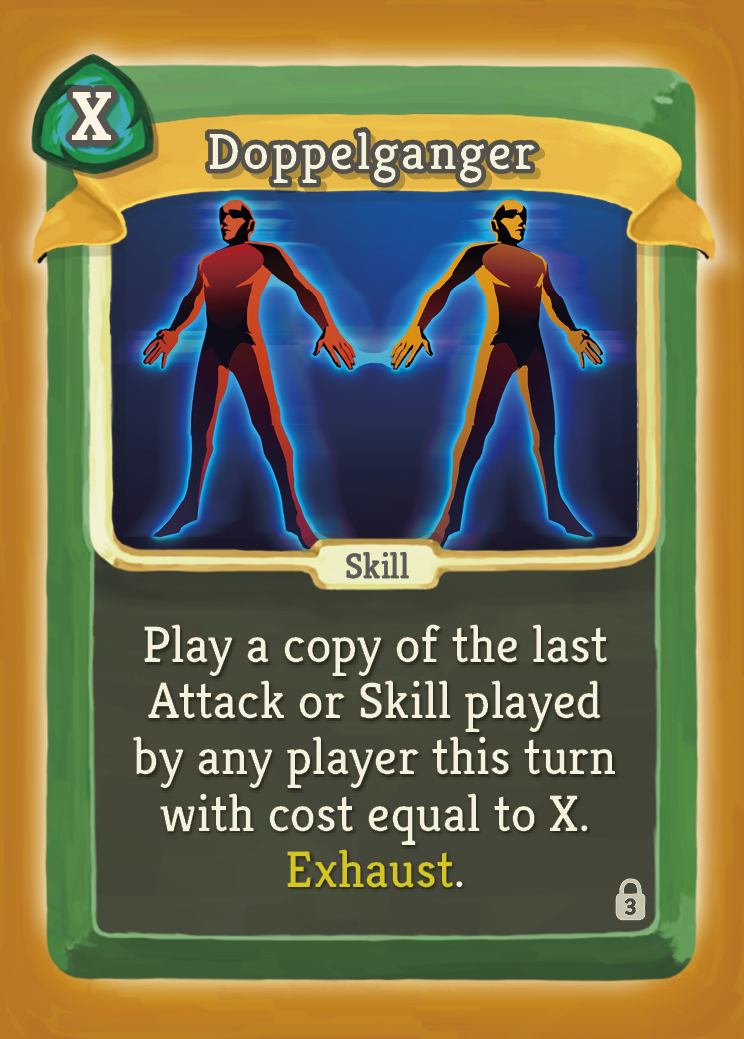 X
Doppelganger
Skill
Play a copy of the last
Attack or Skill played
by any player this turn
with cost equal to X.
Exhaust.
3